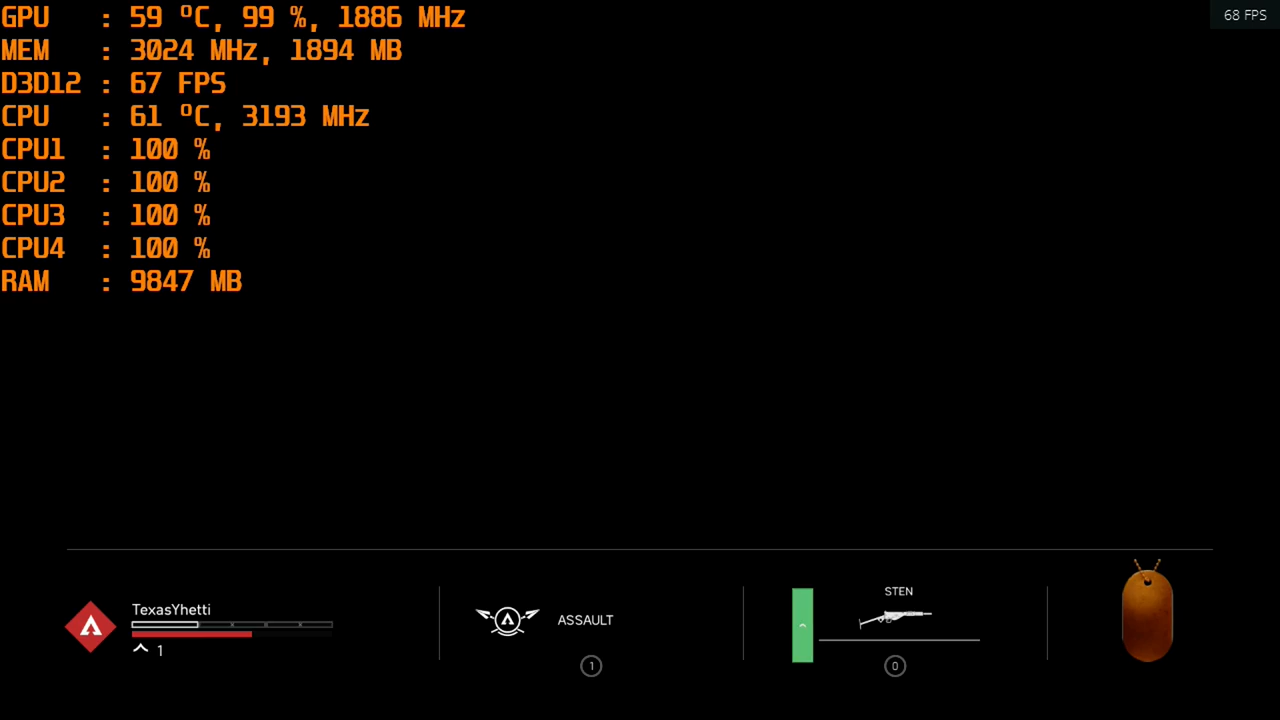 GPU : 59 °C, 99 %, 1886 MHz
68 FPS
MEM : 3024 MHz, 1894 MB
D3D12 : 67 FPS
CPU : 61 °C, 3193 MHz
CPU1 : 100 %
CPU2 : 100 %
CPU3 : 100 %
CPU4 : 100 %
RAM : 9847 MB
TexasYhetti
1
ASSAULT
1
STEN
0